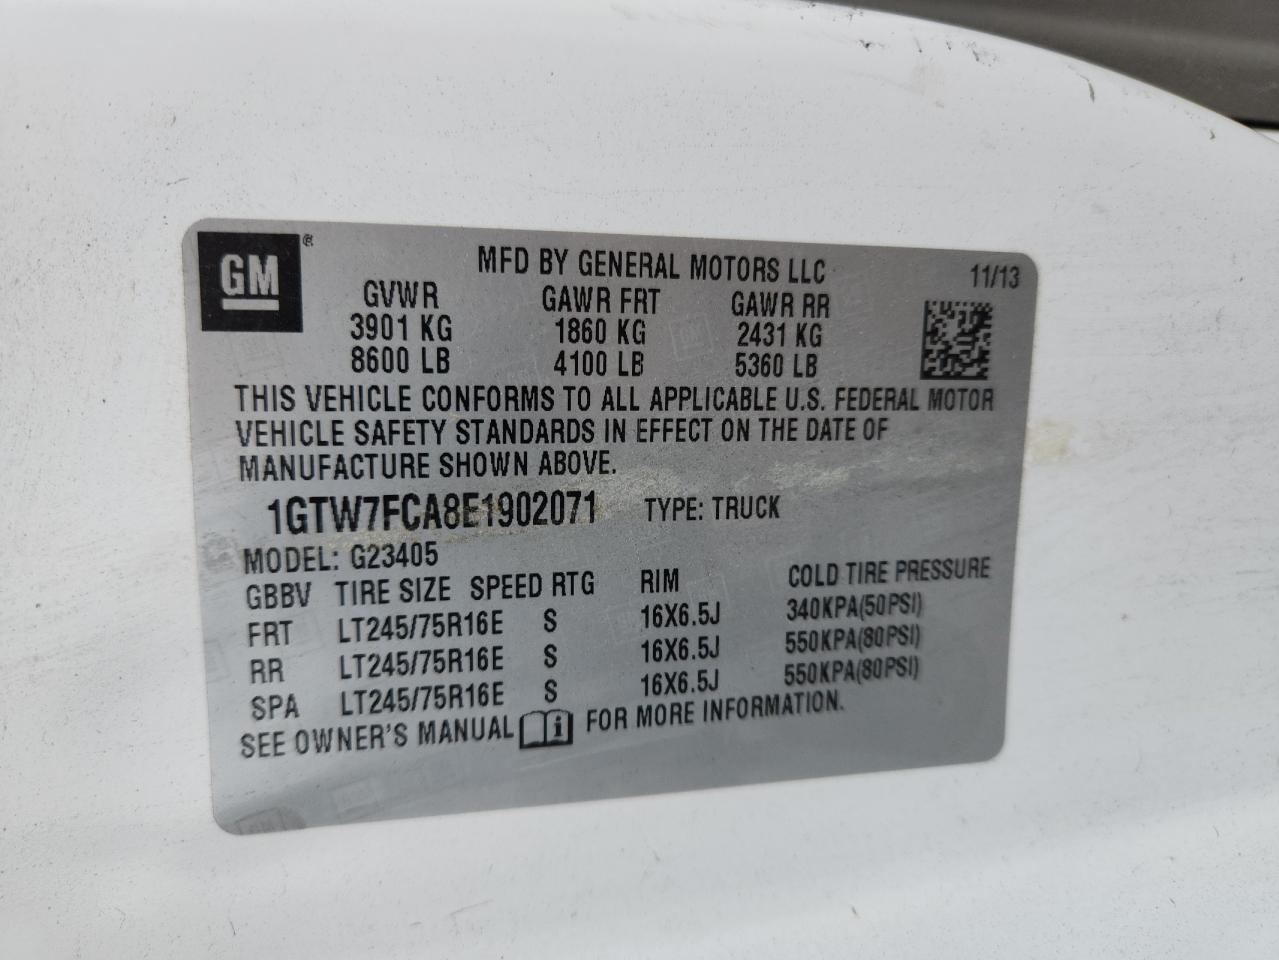 GM®
MFD BY GENERAL MOTORS LLC 11/13
GVWR GAWR FRT GAWR RR
3901 KG 1860 KG 2431 KG
8600 LB 4100 LB 5360 LB
THIS VEHICLE CONFORMS TO ALL APPLICABLE U.S. FEDERAL MOTOR
VEHICLE SAFETY STANDARDS IN EFFECT ON THE DATE OF
MANUFACTURE SHOWN ABOVE.
1GTW7FCA8E1902071 TYPE: TRUCK
MODEL: G23405
GBBV TIRE SIZE SPEED RTG RIM COLD TIRE PRESSURE
FRT LT245/75R16E S 16X6.5J 340KPA(50PSI)
RR LT245/75R16E S 16X6.5J 550KPA(80PSI)
SPA LT245/75R16E S 16X6.5J 550KPA(80PSI)
SEE OWNER'S MANUAL i FOR MORE INFORMATION.